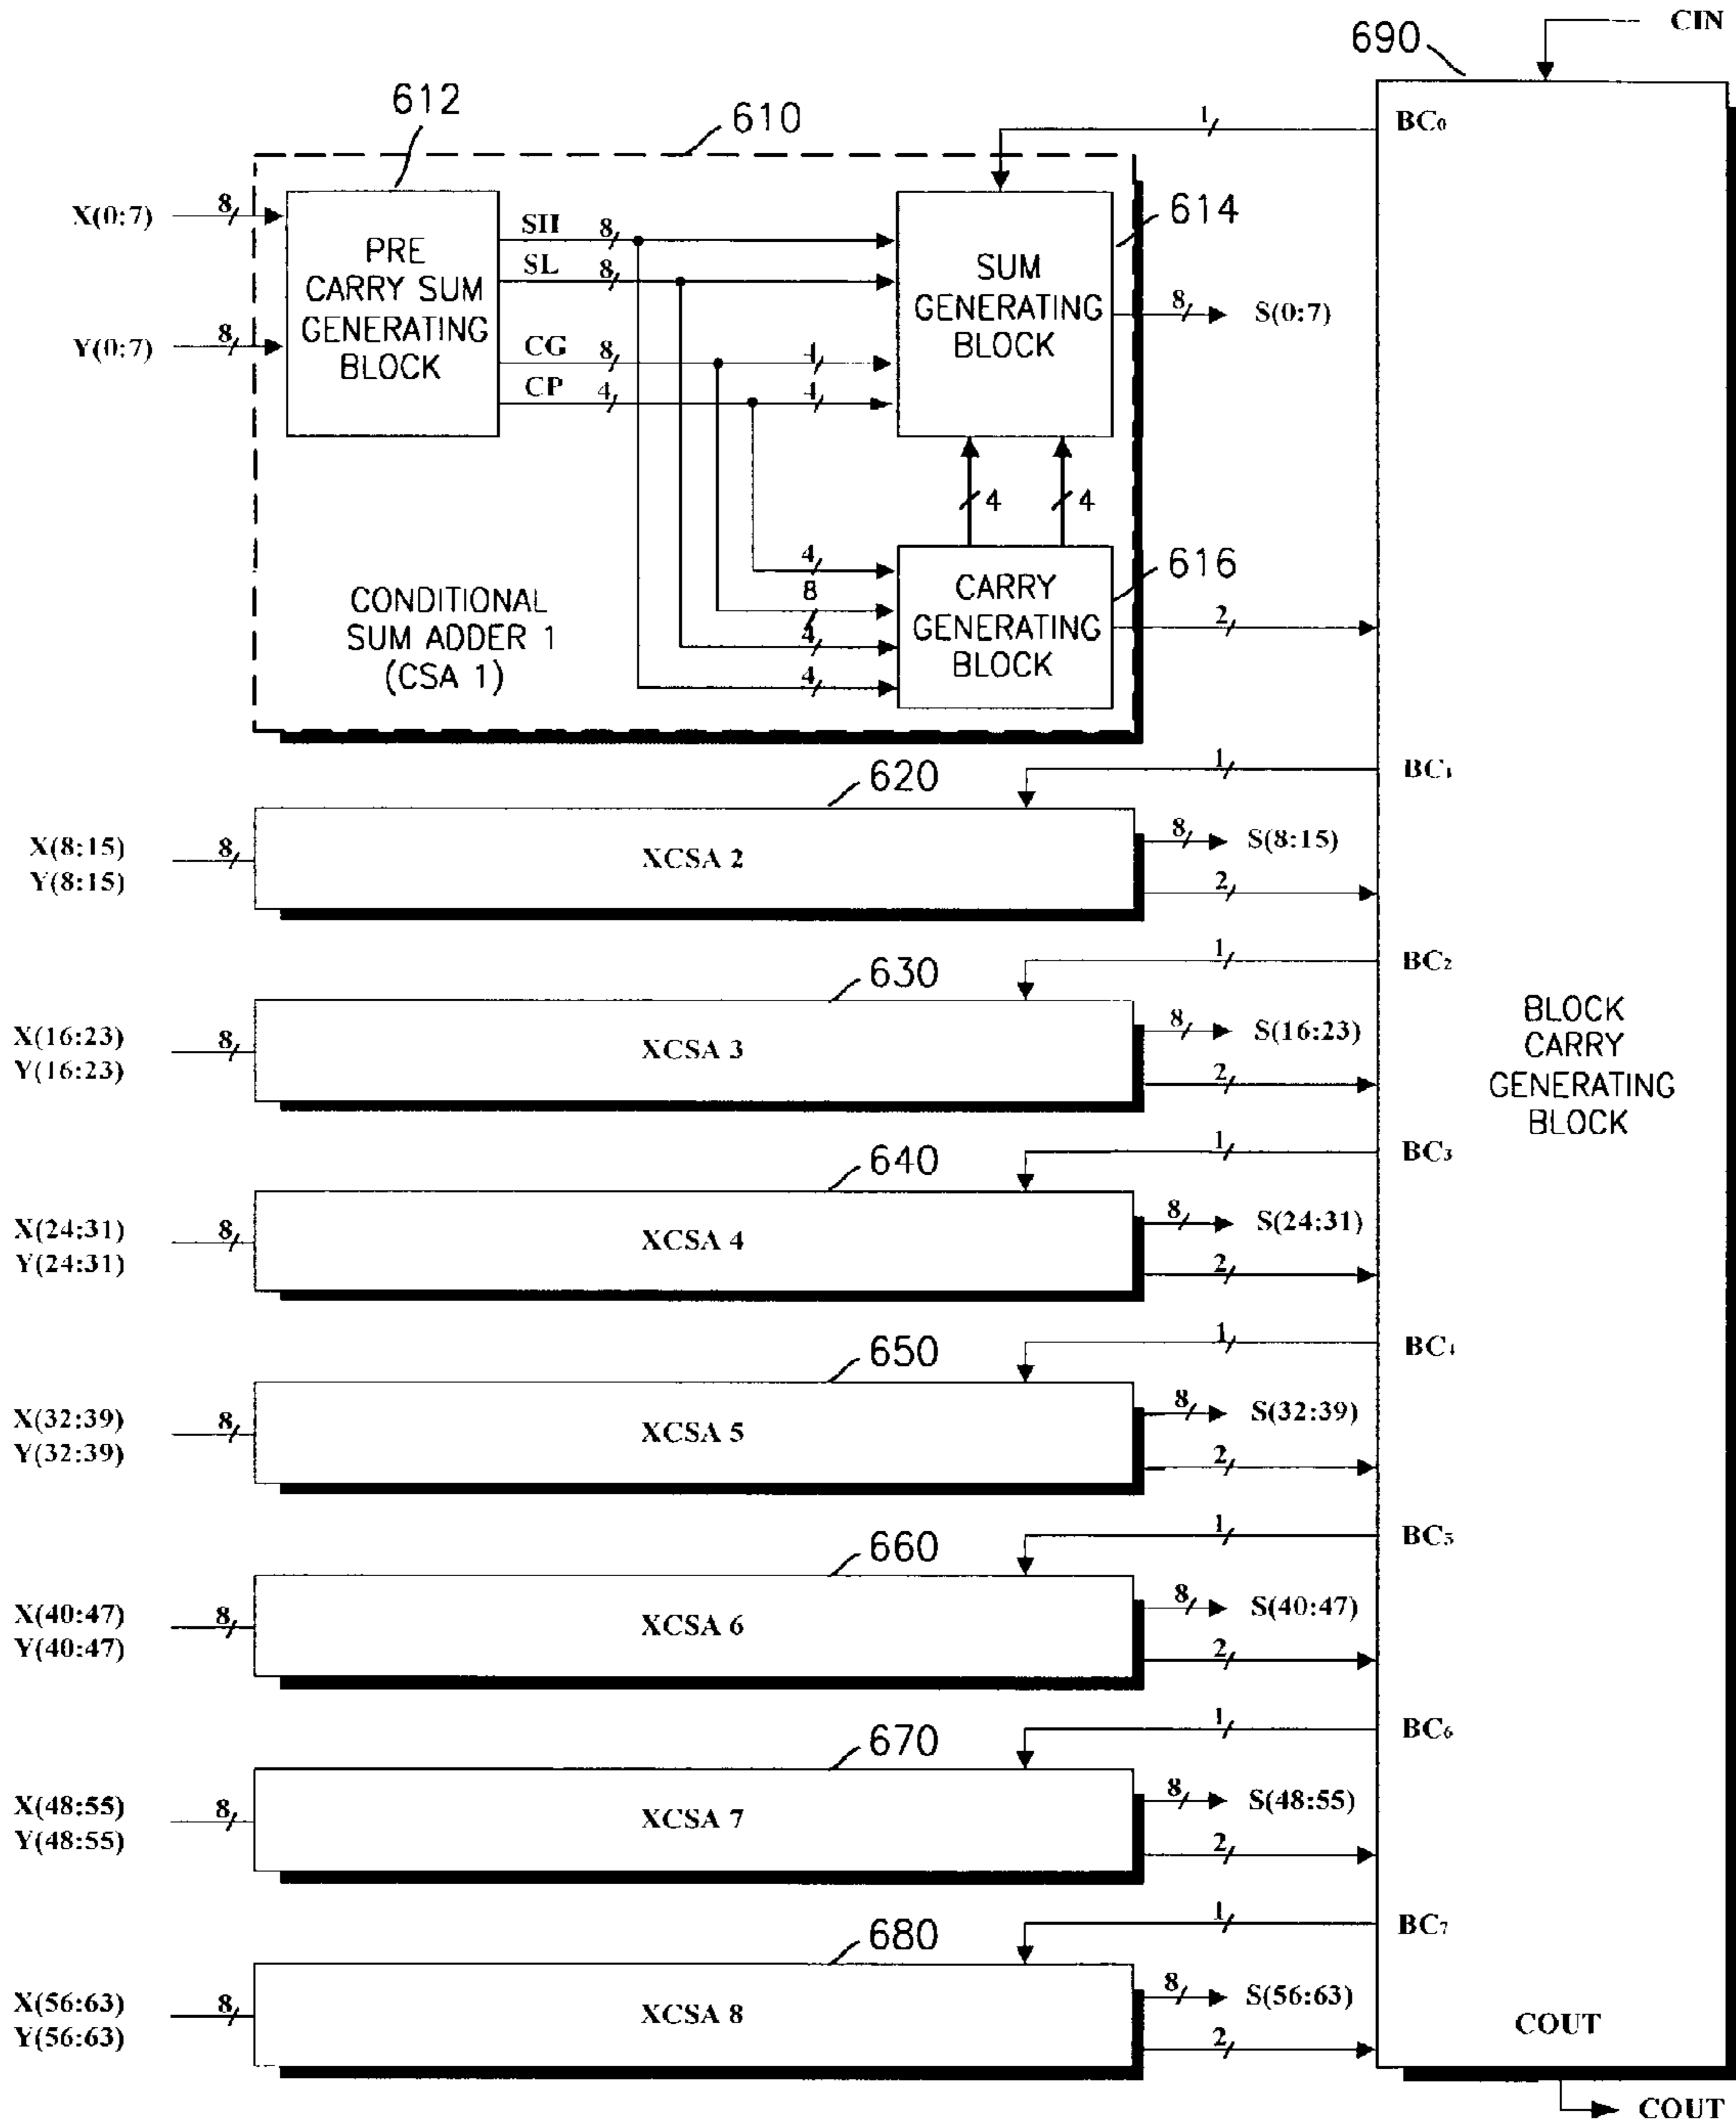 CIN
690
612
610
1
BC₀
X(0:7)
8
PRE
CARRY SUM
GENERATING
BLOCK
SH 8
SL 8
614
SUM
GENERATING
BLOCK
8
S(0:7)
Y(0:7)
8
CG 8 4
CP 4 4
4 4
CONDITIONAL
SUM ADDER 1
(CSA 1)
4
8
4
4
CARRY
GENERATING
BLOCK
616
2
1
BC₁
620
X(8:15)
Y(8:15)
8
XCSA 2
8
S(8:15)
2
1
BC₂
630
X(16:23)
Y(16:23)
8
XCSA 3
8
S(16:23)
2
BLOCK
CARRY
GENERATING
BLOCK
1
BC₃
640
X(24:31)
Y(24:31)
8
XCSA 4
8
S(24:31)
2
1
BC₄
650
X(32:39)
Y(32:39)
8
XCSA 5
8
S(32:39)
2
1
BC₅
660
X(40:47)
Y(40:47)
8
XCSA 6
8
S(40:47)
2
1
BC₆
670
X(48:55)
Y(48:55)
8
XCSA 7
8
S(48:55)
2
1
BC₇
680
X(56:63)
Y(56:63)
8
XCSA 8
8
S(56:63)
2
COUT
COUT